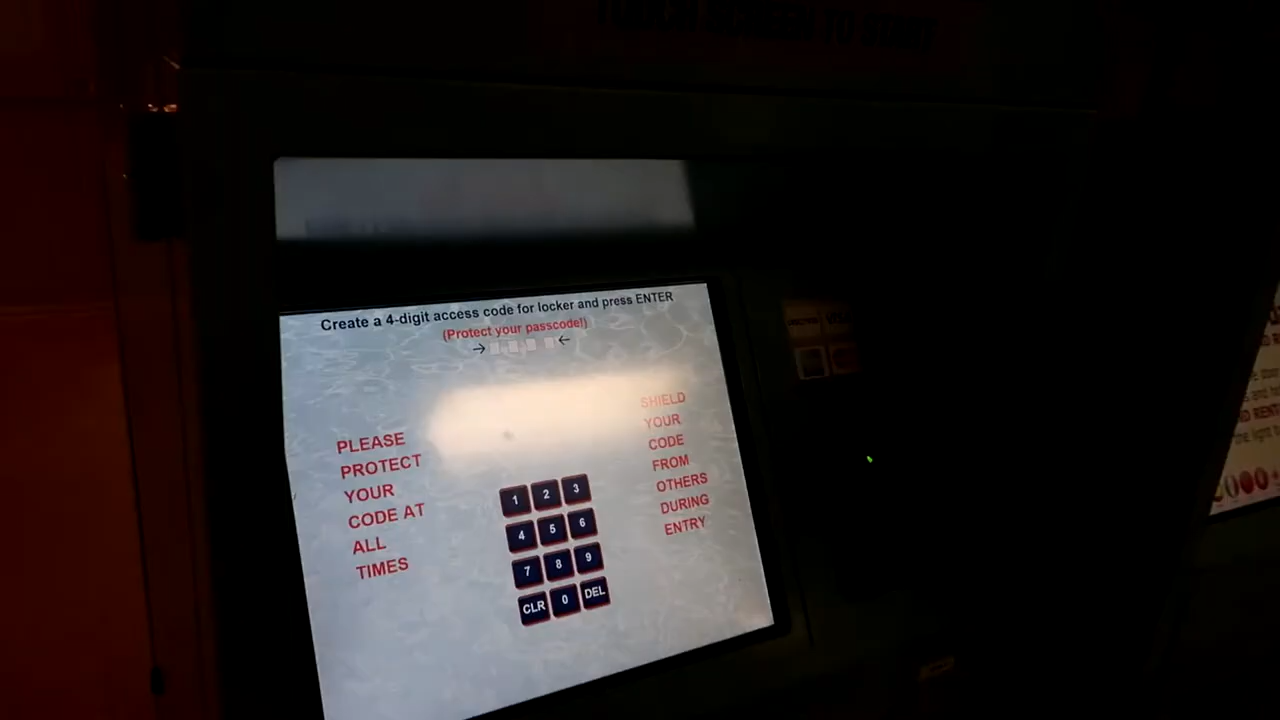 Create a 4-digit access code for locker and press ENTER
(Protect your passcode!)
→ ←
PLEASE
PROTECT
YOUR
CODE AT
ALL
TIMES
SHIELD
YOUR
CODE
FROM
OTHERS
DURING
ENTRY
1 2 3
4 5 6
7 8 9
CLR 0 DEL